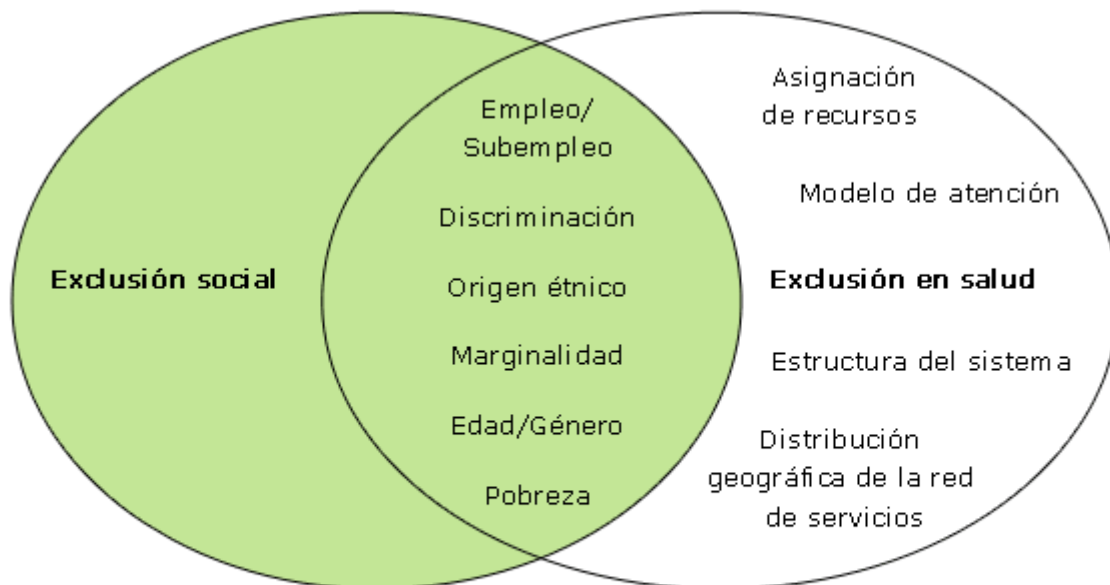 Exclusión social
Empleo/
Subempleo
Discriminación
Origen étnico
Marginalidad
Edad/Género
Pobreza
Asignación
de recursos
Modelo de atención
Exclusión en salud
Estructura del sistema
Distribución
geográfica de la red
de servicios